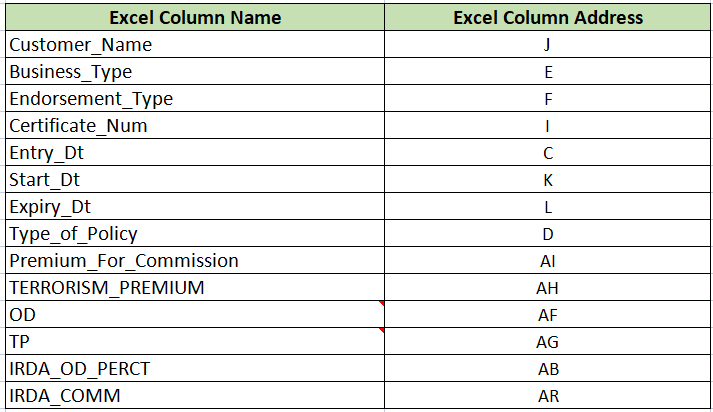 Excel Column Name Excel Column Address
Customer_Name J
Business_Type E
Endorsement_Type F
Certificate_Num I
Entry_Dt C
Start_Dt K
Expiry_Dt L
Type_of_Policy D
Premium_For_Commission AI
TERRORISM_PREMIUM AH
OD AF
TP AG
IRDA_OD_PERCT AB
IRDA_COMM AR